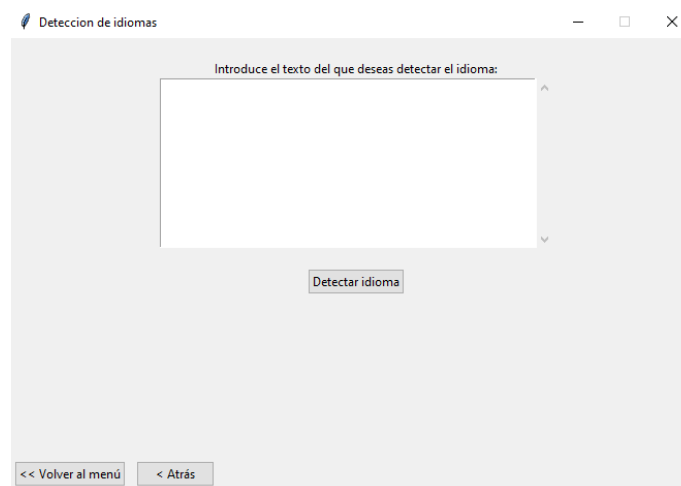 Deteccion de idiomas
Introduce el texto del que deseas detectar el idioma:
Detectar idioma
<< Volver al menú
< Atrás